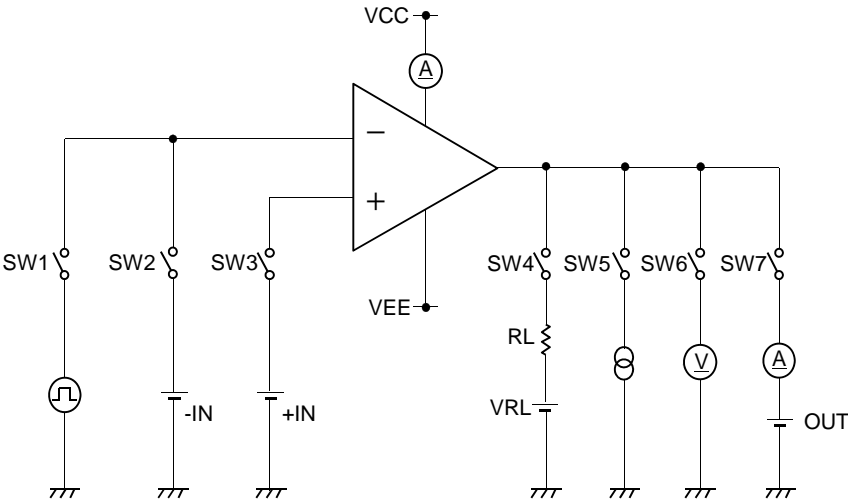 VCC
A
−
+
SW1
SW2
SW3
SW4
SW5
SW6
SW7
VEE
RL
V
A
-IN
+IN
VRL
OUT